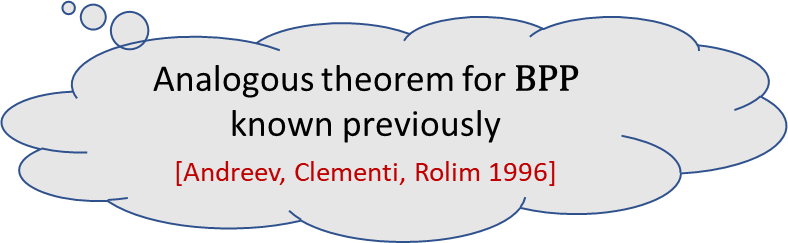 Analogous theorem for BPP
known previously
[Andreev, Clementi, Rolim 1996]